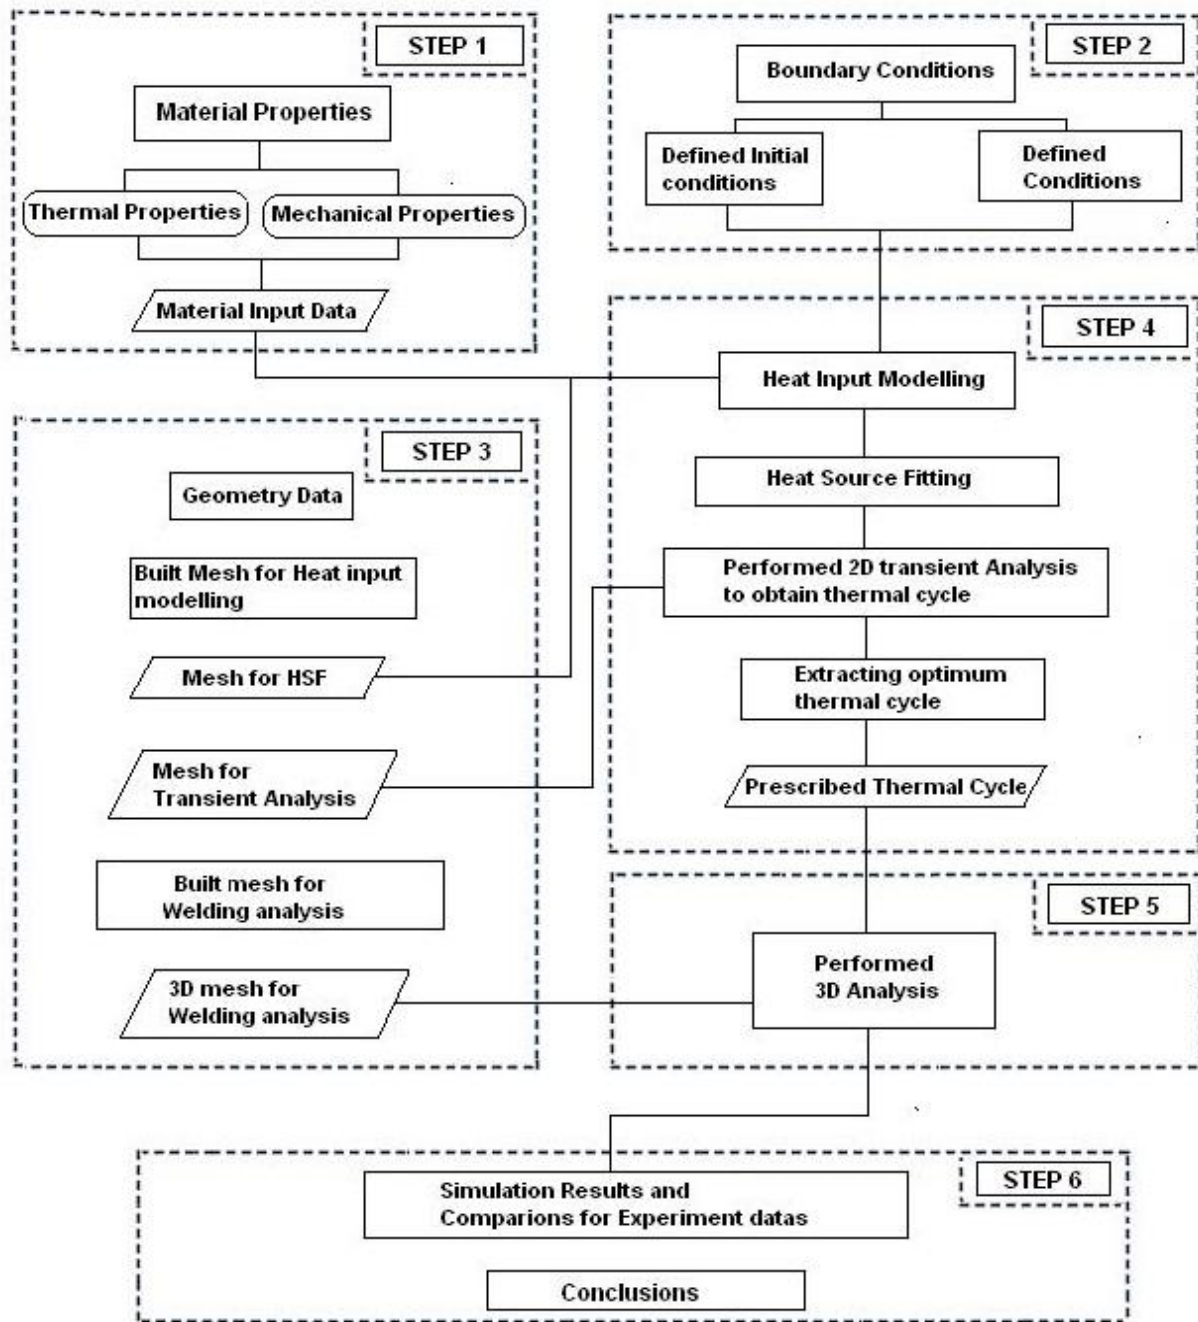 STEP 1
Material Properties
Thermal Properties
Mechanical Properties
Material Input Data
STEP 2
Boundary Conditions
Defined Initial
conditions
Defined
Conditions
STEP 3
Geometry Data
Built Mesh for Heat input
modelling
Mesh for HSF
Mesh for
Transient Analysis
Built mesh for
Welding analysis
3D mesh for
Welding analysis
STEP 4
Heat Input Modelling
Heat Source Fitting
Performed 2D transient Analysis
to obtain thermal cycle
Extracting optimum
thermal cycle
Prescribed Thermal Cycle
STEP 5
Performed
3D Analysis
STEP 6
Simulation Results and
Comparions for Experiment datas
Conclusions